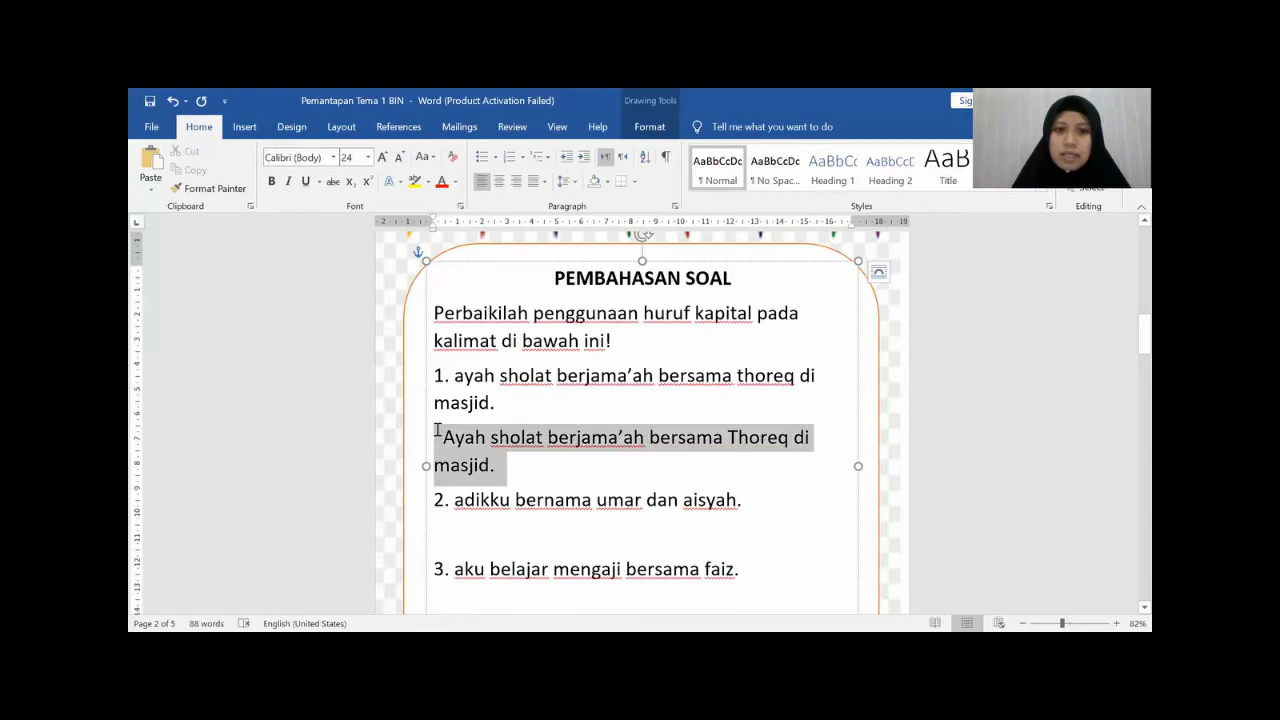 Pemantapan Tema 1 BIN - Word (Product Activation Failed)
Drawing Tools
Sig
File Home Insert Design Layout References Mailings Review View Help Format Tell me what you want to do
Paste
Cut
Copy
Format Painter
Clipboard
Calibri (Body) 24
Font
Paragraph
AaBbCcDc AaBbCcDc AaBbCc AaBbCcD AaB
¶ Normal ¶ No Spac... Heading 1 Heading 2 Title
Styles
Editing
PEMBAHASAN SOAL
Perbaikilah penggunaan huruf kapital pada
kalimat di bawah ini!
1. ayah sholat berjama’ah bersama thoreq di
masjid.
Ayah sholat berjama’ah bersama Thoreq di
masjid.
2. adikku bernama umar dan aisyah.
3. aku belajar mengaji bersama faiz.
Page 2 of 5 88 words English (United States) 82%